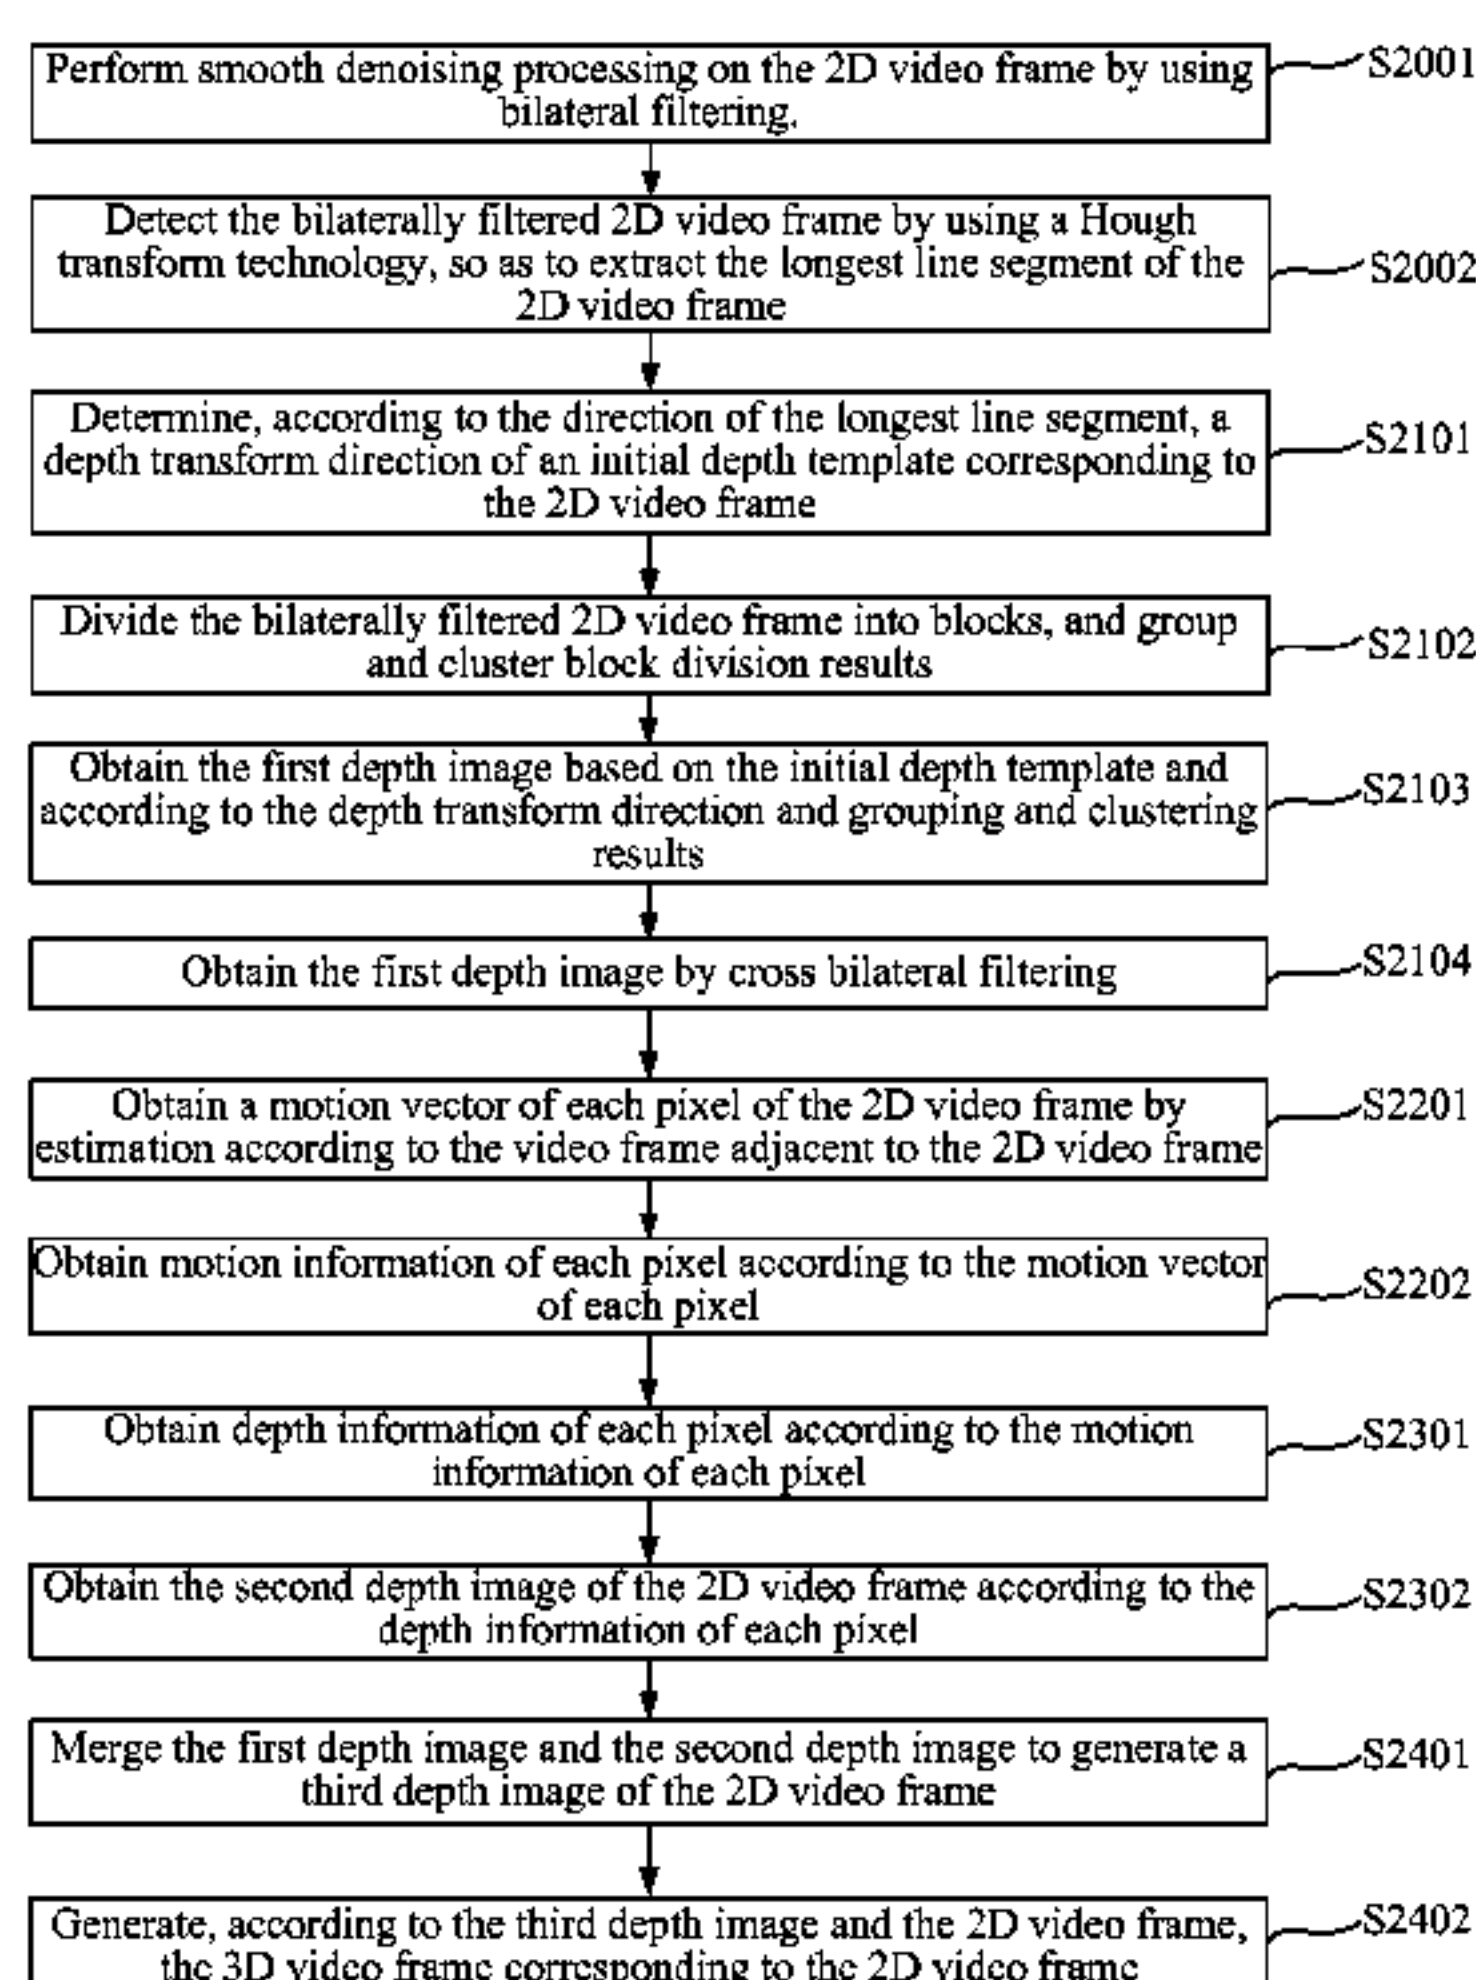 Perform smooth denoising processing on the 2D video frame by using
bilateral filtering.
S2001
Detect the bilaterally filtered 2D video frame by using a Hough
transform technology, so as to extract the longest line segment of the
2D video frame
S2002
Determine, according to the direction of the longest line segment, a
depth transform direction of an initial depth template corresponding to
the 2D video frame
S2101
Divide the bilaterally filtered 2D video frame into blocks, and group
and cluster block division results
S2102
Obtain the first depth image based on the initial depth template and
according to the depth transform direction and grouping and clustering
results
S2103
Obtain the first depth image by cross bilateral filtering
S2104
Obtain a motion vector of each pixel of the 2D video frame by
estimation according to the video frame adjacent to the 2D video frame
S2201
Obtain motion information of each pixel according to the motion vector
of each pixel
S2202
Obtain depth information of each pixel according to the motion
information of each pixel
S2301
Obtain the second depth image of the 2D video frame according to the
depth information of each pixel
S2302
Merge the first depth image and the second depth image to generate a
third depth image of the 2D video frame
S2401
Generate, according to the third depth image and the 2D video frame,
the 3D video frame corresponding to the 2D video frame
S2402